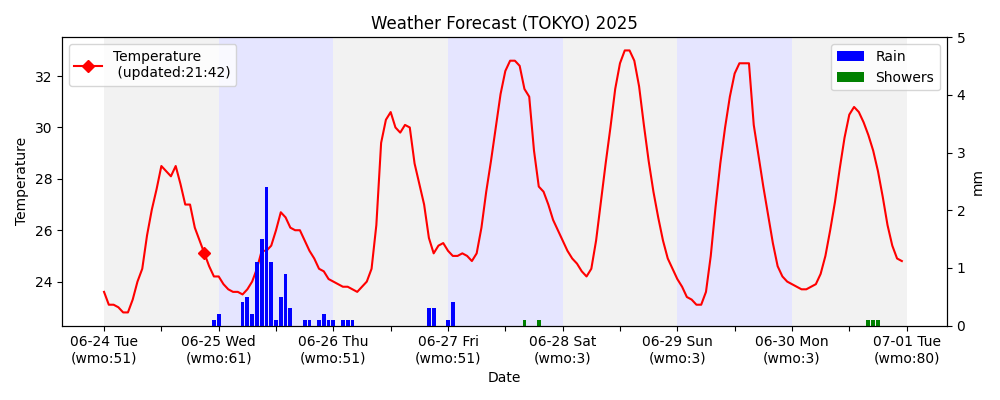 Weather Forecast (TOKYO) 2025
Temperature
(updated:21:42)
Rain
Showers
Temperature
32
30
28
26
24
5
4
3
2
1
0
mm
06-24 Tue
(wmo:51)
06-25 Wed
(wmo:61)
06-26 Thu
(wmo:51)
06-27 Fri
(wmo:51)
06-28 Sat
(wmo:3)
06-29 Sun
(wmo:3)
06-30 Mon
(wmo:3)
07-01 Tue
(wmo:80)
Date